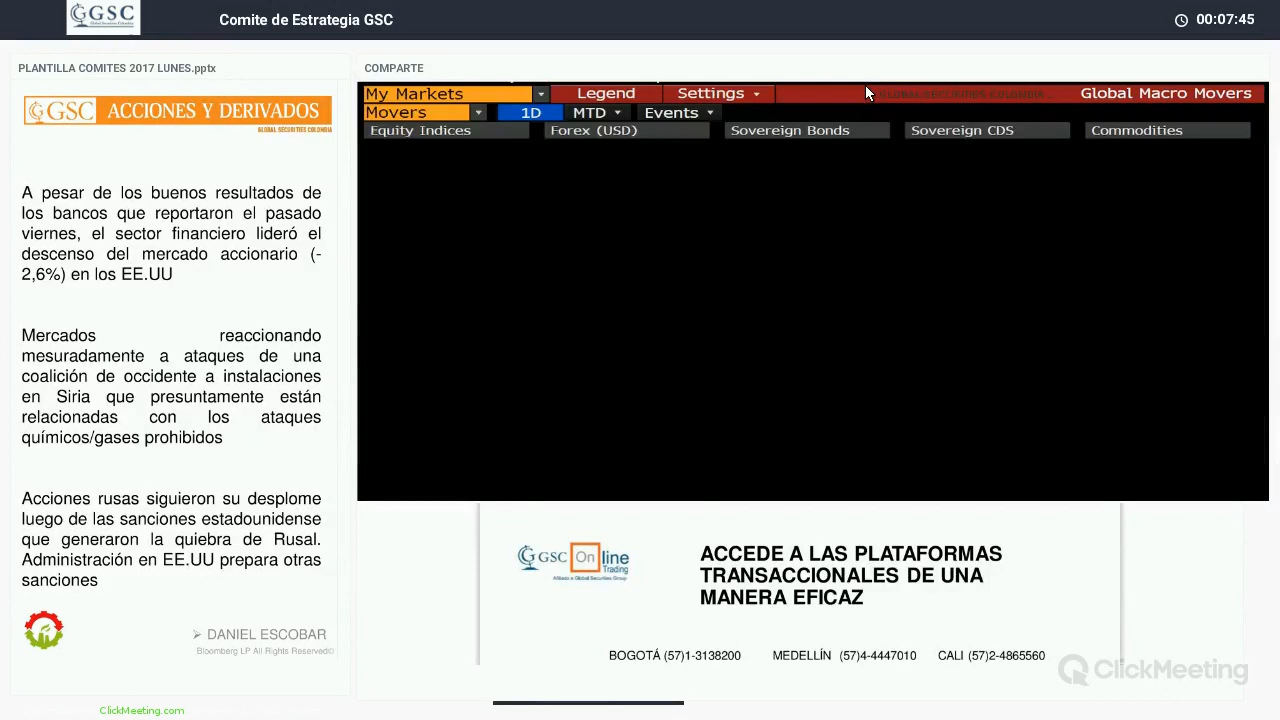 GSC
Comite de Estrategia GSC
00:07:45
PLANTILLA COMITES 2017 LUNES.pptx
GSC ACCIONES Y DERIVADOS
GLOBAL SECURITIES COLOMBIA
A pesar de los buenos resultados de
los bancos que reportaron el pasado
viernes, el sector financiero lideró el
descenso del mercado accionario (-
2,6%) en los EE.UU
Mercados reaccionando
mesuradamente a ataques de una
coalición de occidente a instalaciones
en Siria que presuntamente están
relacionadas con los ataques
químicos/gases prohibidos
Acciones rusas siguieron su desplome
luego de las sanciones estadounidense
que generaron la quiebra de Rusal.
Administración en EE.UU prepara otras
sanciones
➢ DANIEL ESCOBAR
Bloomberg LP All Rights Reserved©
ClickMeeting.com
COMPARTE
My Markets Legend Settings GLOBAL SECURITIES COLOMBIA Global Macro Movers
Movers 1D MTD Events
Equity Indices Forex (USD) Sovereign Bonds Sovereign CDS Commodities
GSC Online
Trading
Afiliado a Global Securities Group
ACCEDE A LAS PLATAFORMAS
TRANSACCIONALES DE UNA
MANERA EFICAZ
BOGOTÁ (57)1-3138200 MEDELLÍN (57)4-4447010 CALI (57)2-4865560
ClickMeeting